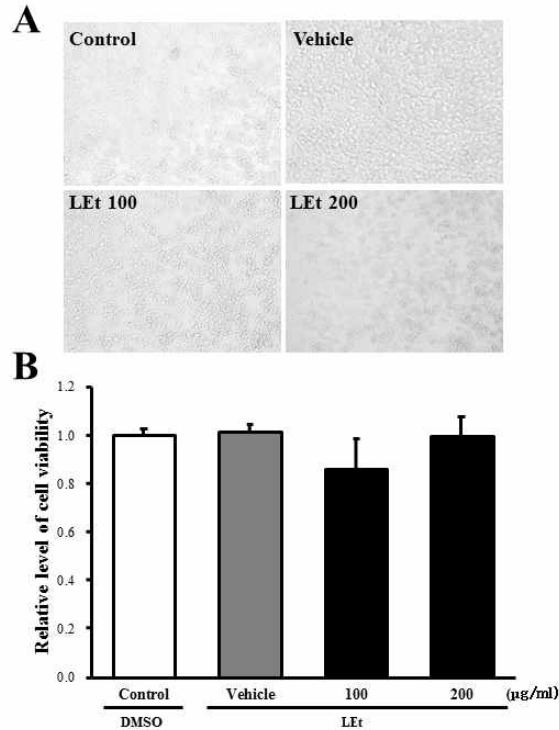 A
Control
Vehicle
LEt 100
LEt 200
B
Relative level of cell viability
1.2
1.0
0.8
0.6
0.4
0.2
0.0
Control Vehicle 100 200 (μg/ml)
DMSO LEt